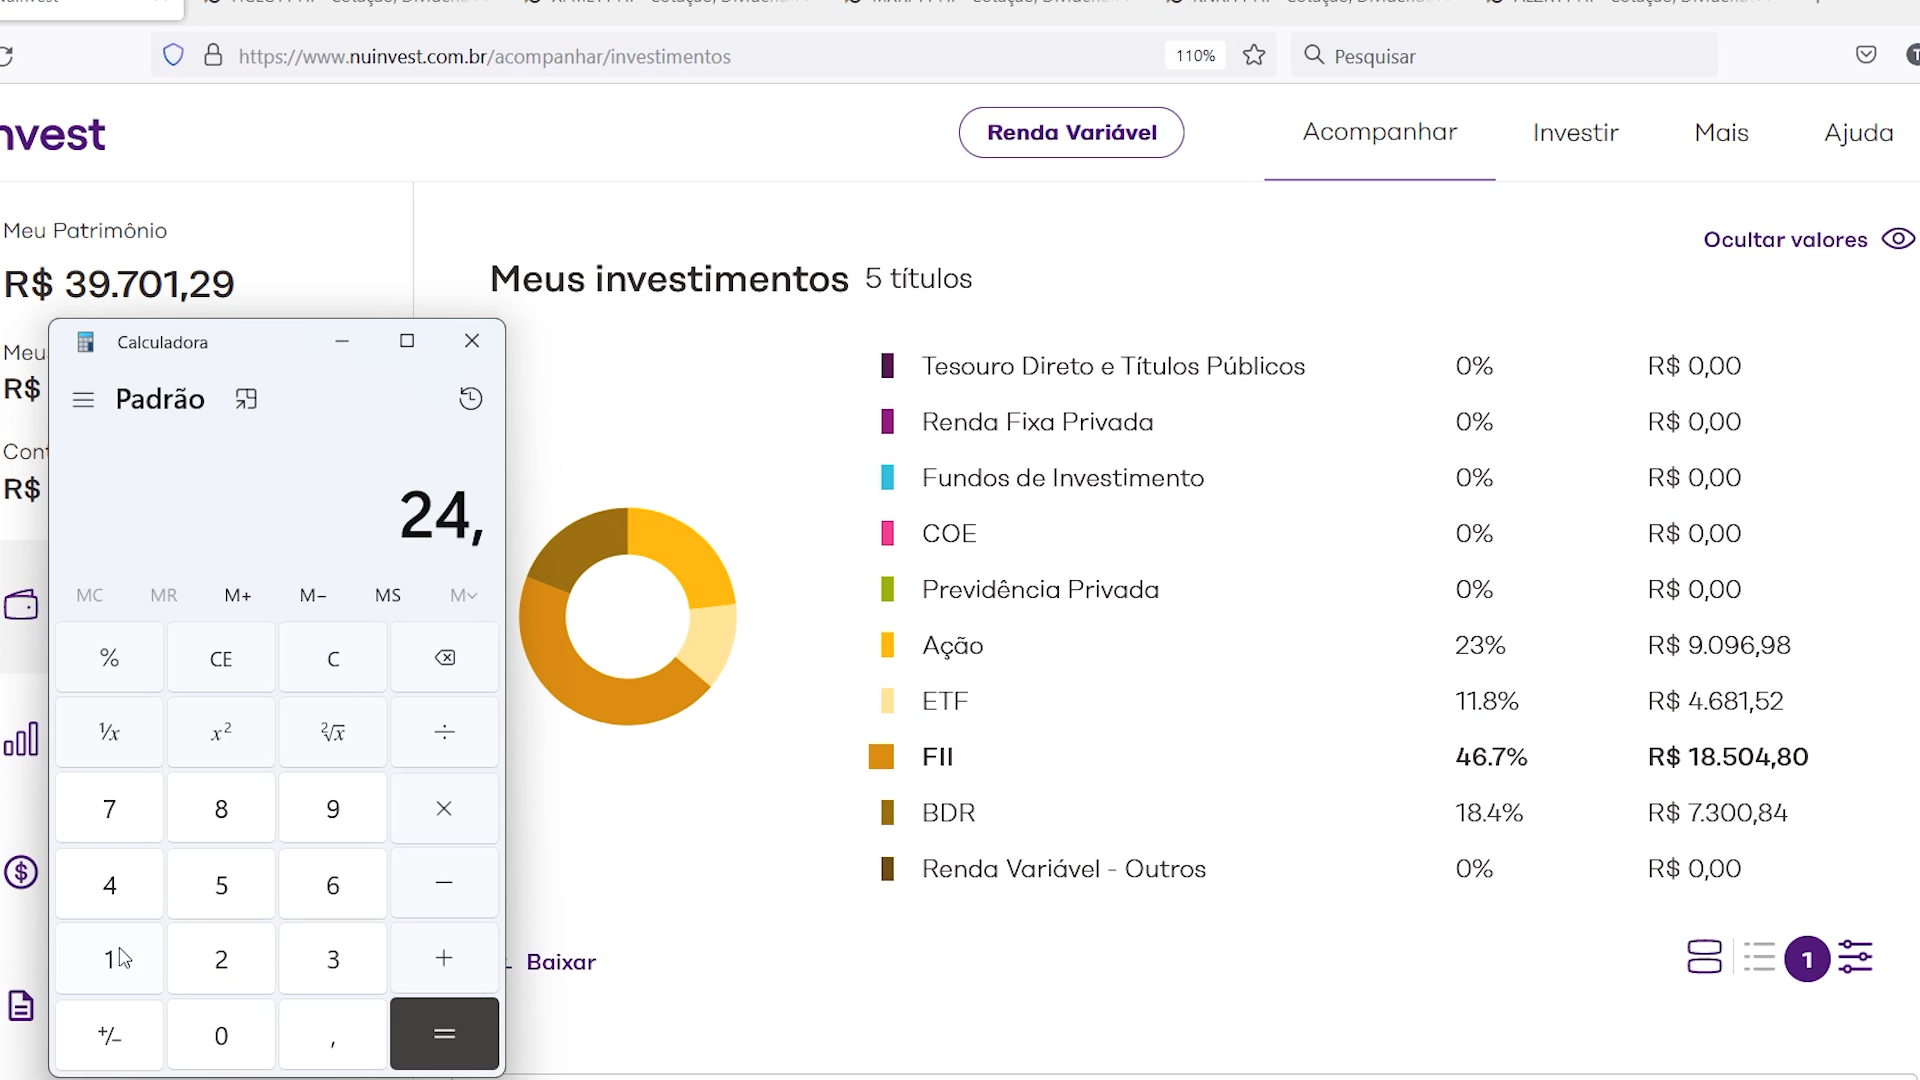 https://www.nuinvest.com.br/acompanhar/investimentos
110%
Pesquisar
nvest
Renda Variável
Acompanhar
Investir
Mais
Ajuda
Meu Patrimônio
R$ 39.701,29
Ocultar valores
Meus investimentos 5 títulos
Meu
R$
Cont
R$
Calculadora
Padrão
24,
MC MR M+ M− MS M
% CE C
¹/x x² ²√x ÷
7 8 9 ×
4 5 6 −
1 2 3 +
+/− 0 , =
Tesouro Direto e Títulos Públicos 0% R$ 0,00
Renda Fixa Privada 0% R$ 0,00
Fundos de Investimento 0% R$ 0,00
COE 0% R$ 0,00
Previdência Privada 0% R$ 0,00
Ação 23% R$ 9.096,98
ETF 11.8% R$ 4.681,52
FII 46.7% R$ 18.504,80
BDR 18.4% R$ 7.300,84
Renda Variável - Outros 0% R$ 0,00
Baixar
1